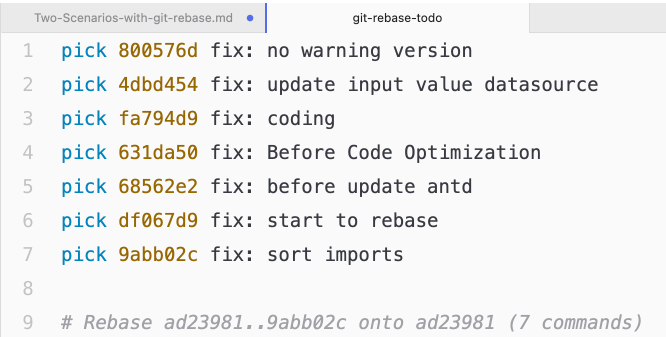 Two-Scenarios-with-git-rebase.md git-rebase-todo
1 pick 800576d fix: no warning version
2 pick 4dbd454 fix: update input value datasource
3 pick fa794d9 fix: coding
4 pick 631da50 fix: Before Code Optimization
5 pick 68562e2 fix: before update antd
6 pick df067d9 fix: start to rebase
7 pick 9abb02c fix: sort imports
8
9 # Rebase ad23981..9abb02c onto ad23981 (7 commands)